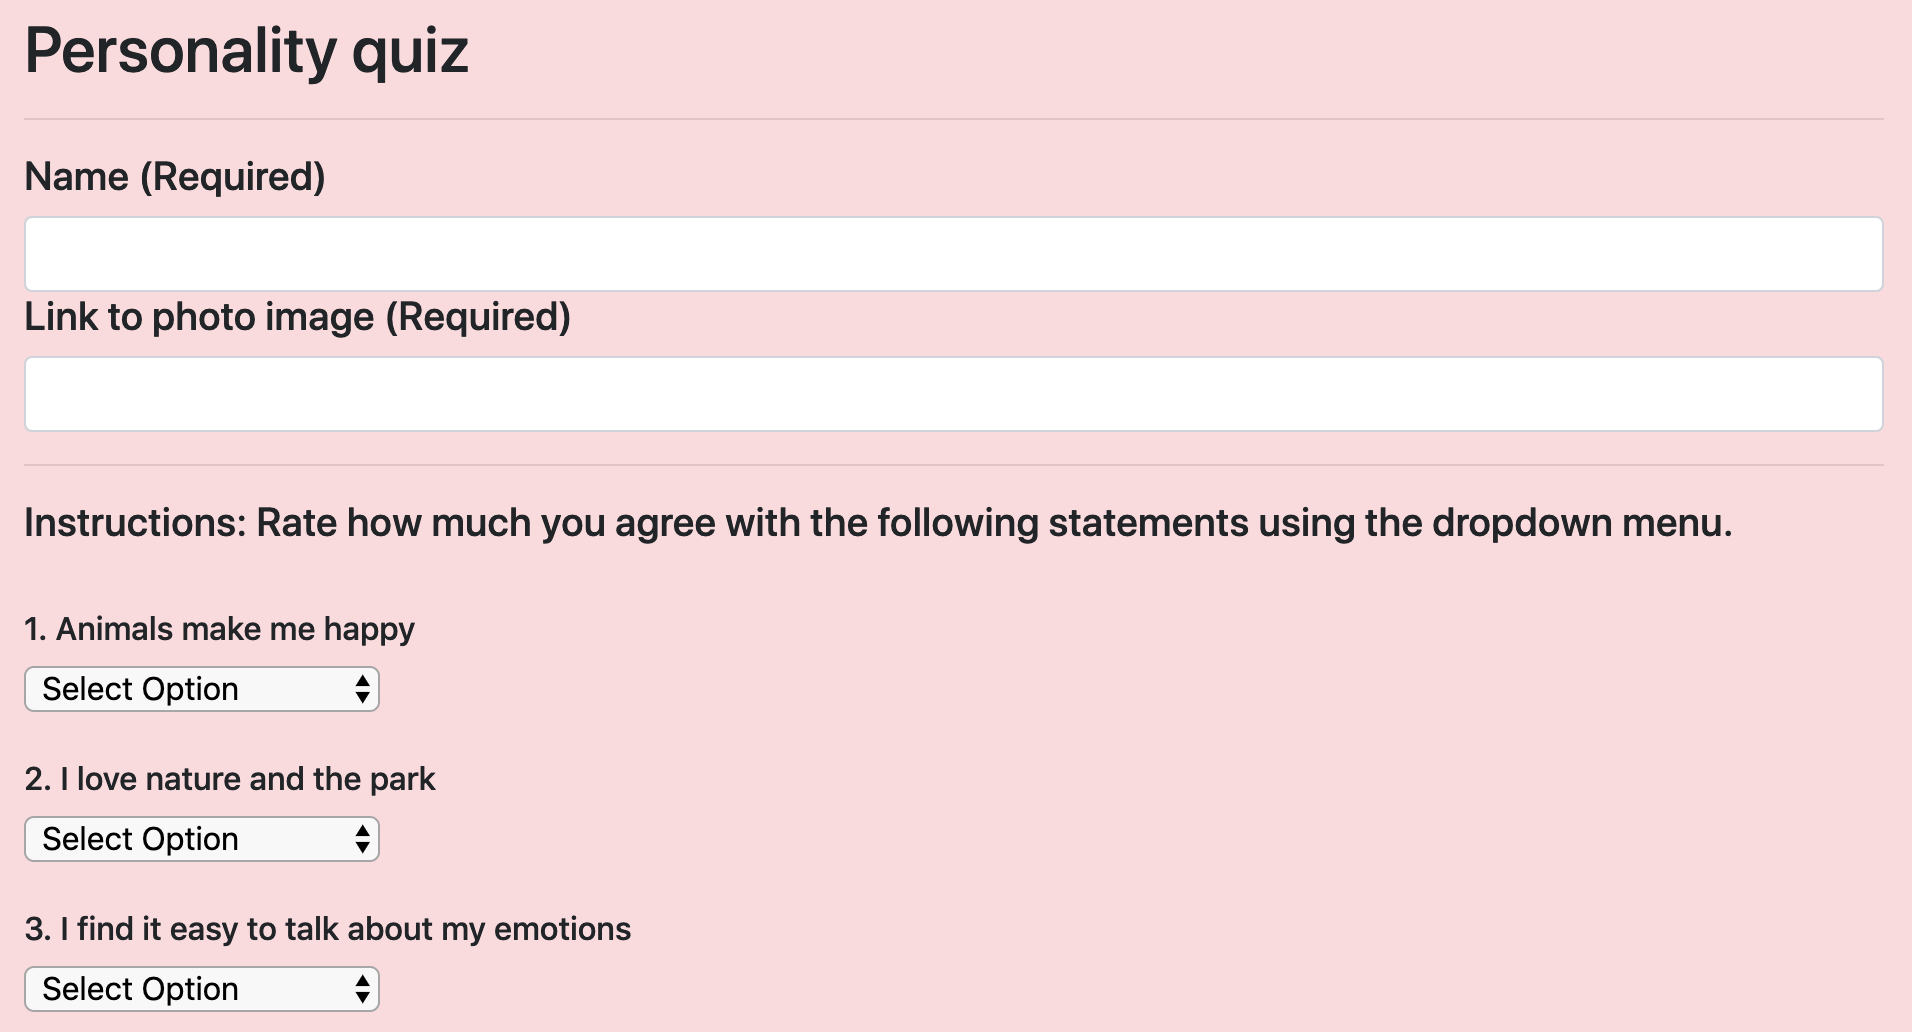 Personality quiz
Name (Required)
Link to photo image (Required)
Instructions: Rate how much you agree with the following statements using the dropdown menu.
1. Animals make me happy
Select Option
2. I love nature and the park
Select Option
3. I find it easy to talk about my emotions
Select Option